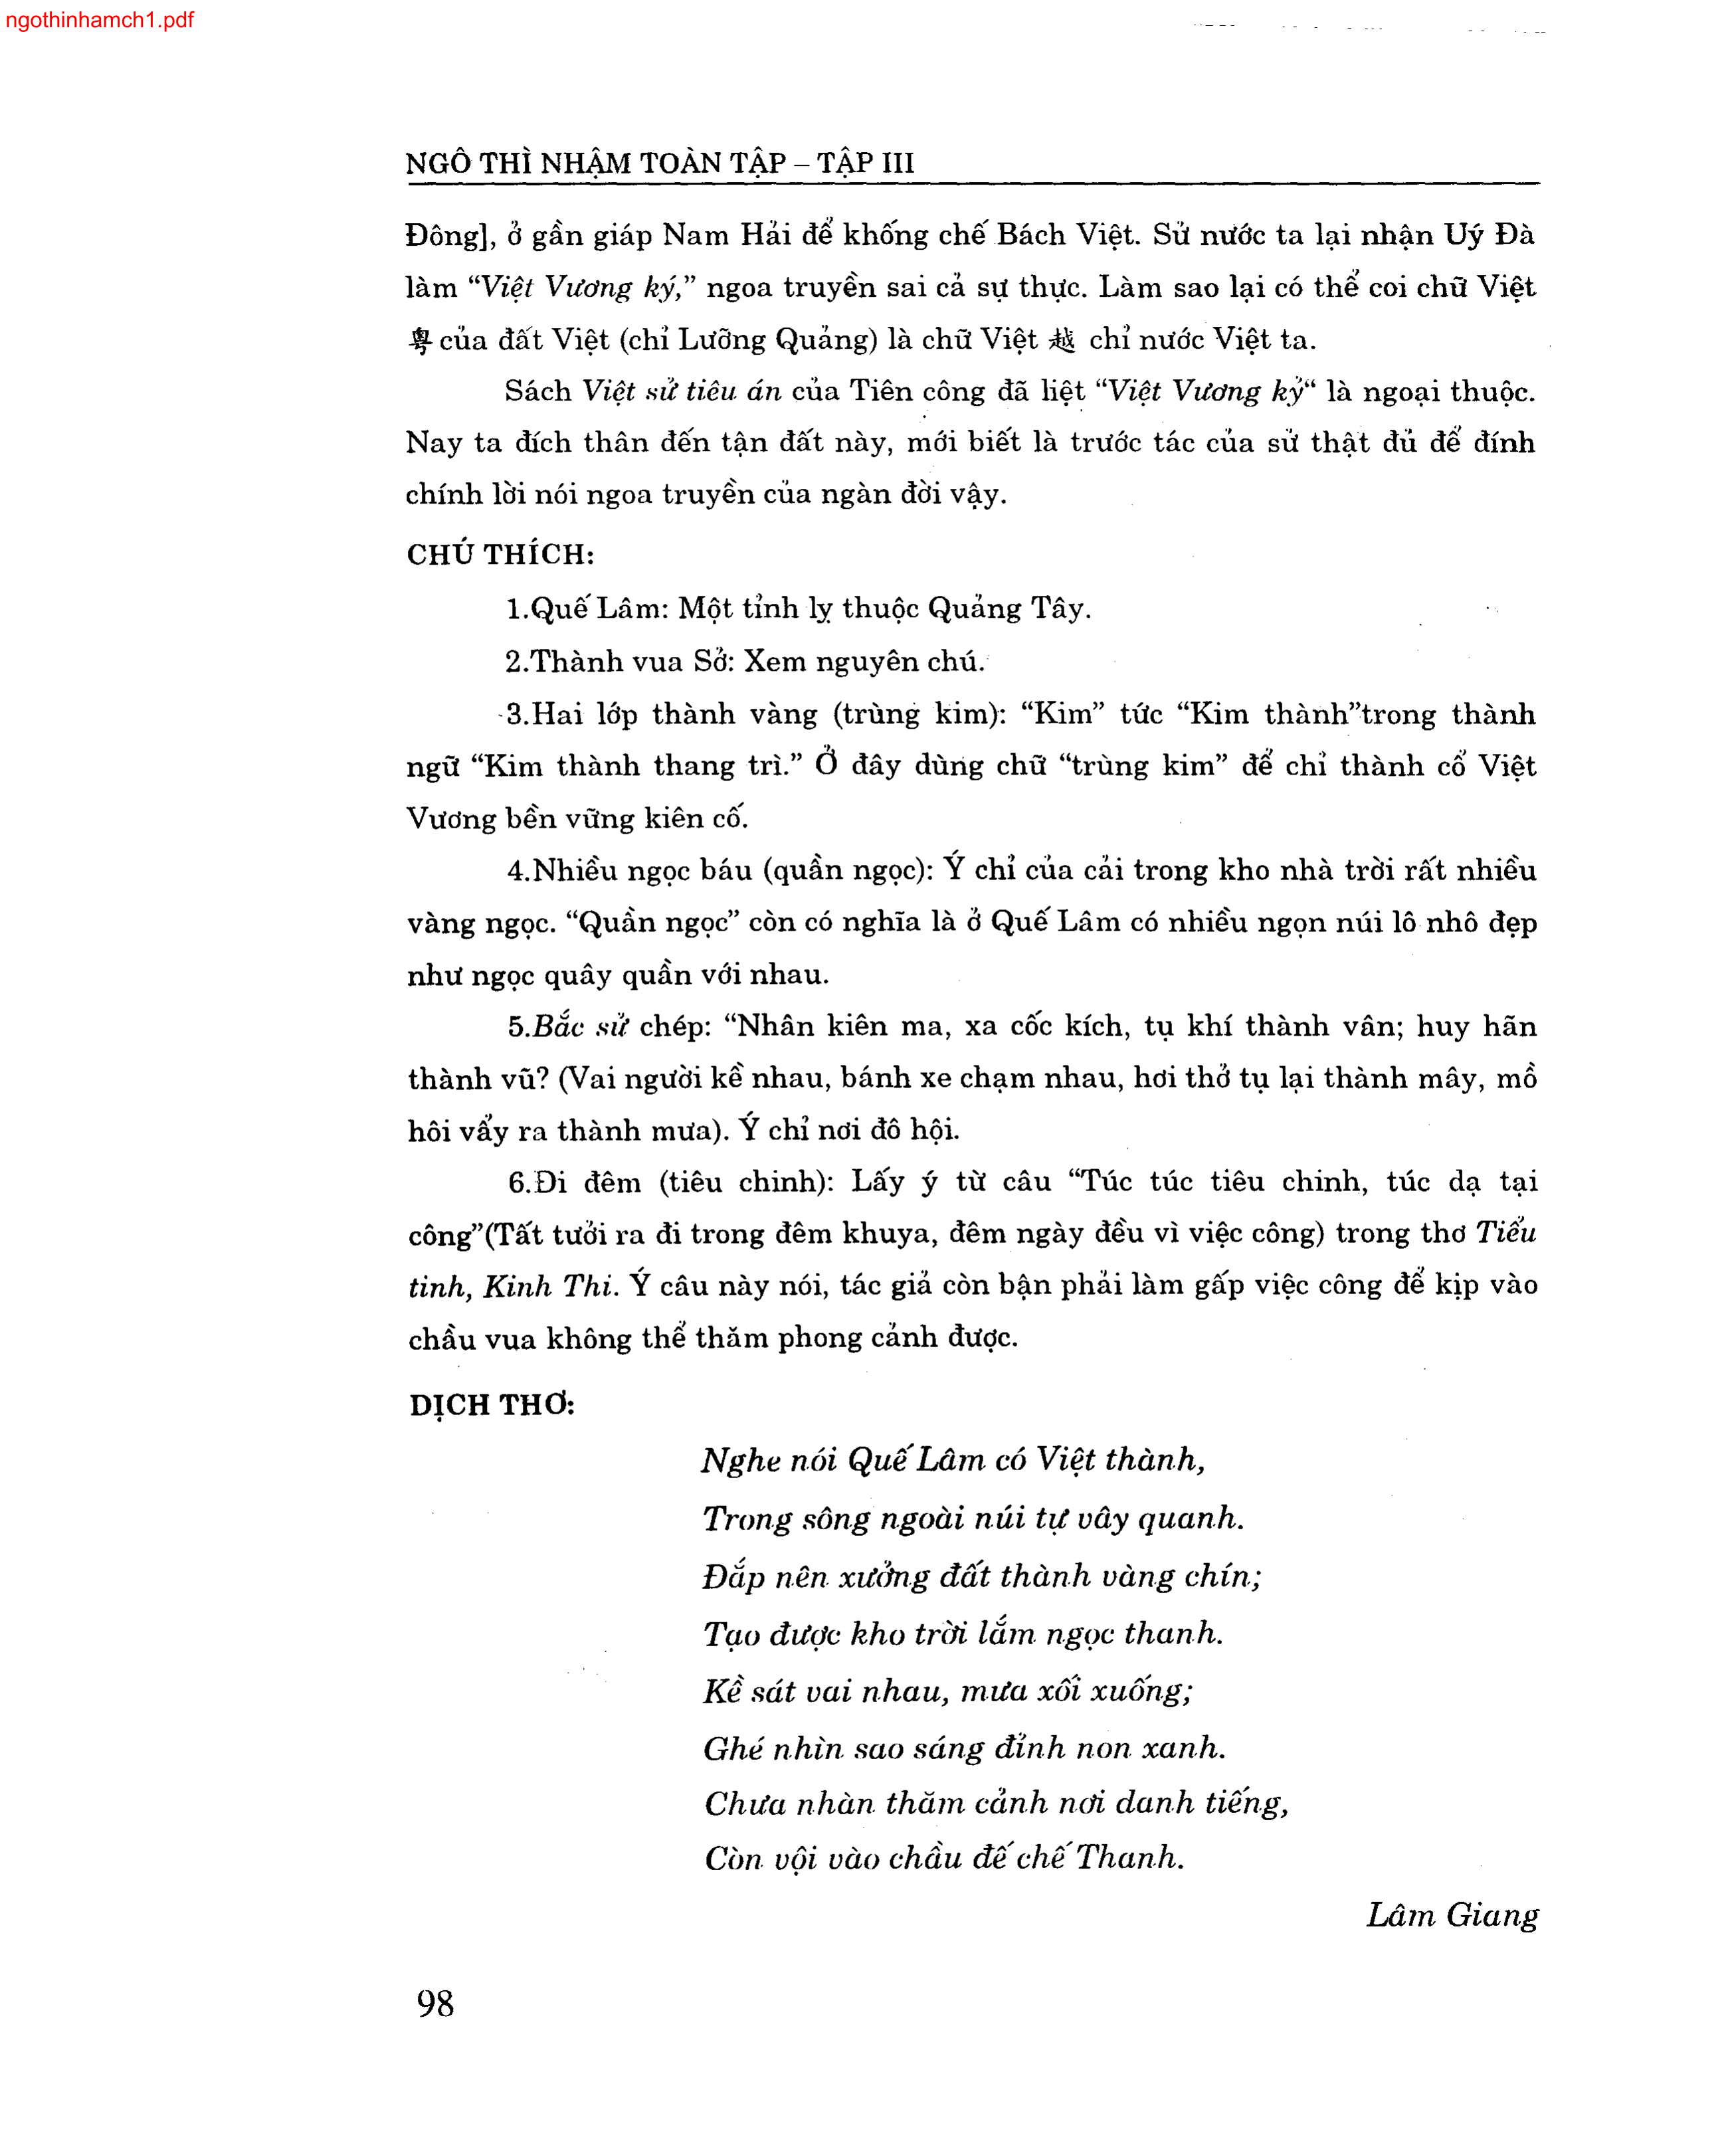 ngothinhamch1.pdf
NGÔ THÌ NHẬM TOÀN TẬP – TẬP III
Đông], ở gần giáp Nam Hải để khống chế Bách Việt. Sử nước ta lại nhận Uý Đà
làm “Việt Vương ký,” ngoa truyền sai cả sự thực. Làm sao lại có thể coi chữ Việt
粵 của đất Việt (chỉ Lưỡng Quảng) là chữ Việt 越 chỉ nước Việt ta.
Sách Việt sử tiêu án của Tiên công đã liệt “Việt Vương kỷ“ là ngoại thuộc.
Nay ta đích thân đến tận đất này, mới biết là trước tác của sử thật đủ để đính
chính lời nói ngoa truyền của ngàn đời vậy.
CHÚ THÍCH:
1.Quế Lâm: Một tỉnh lỵ thuộc Quảng Tây.
2.Thành vua Sở: Xem nguyên chú.
3.Hai lớp thành vàng (trùng kim): “Kim” tức “Kim thành”trong thành
ngữ “Kim thành thang trì.” Ở đây dùng chữ “trùng kim” để chỉ thành cổ Việt
Vương bền vững kiên cố.
4.Nhiều ngọc báu (quần ngọc): Ý chỉ của cải trong kho nhà trời rất nhiều
vàng ngọc. “Quần ngọc” còn có nghĩa là ở Quế Lâm có nhiều ngọn núi lô nhô đẹp
như ngọc quây quần với nhau.
5.Bắc sử chép: “Nhân kiên ma, xa cốc kích, tụ khí thành vân; huy hãn
thành vũ? (Vai người kề nhau, bánh xe chạm nhau, hơi thở tụ lại thành mây, mồ
hôi vẩy ra thành mưa). Ý chỉ nơi đô hội.
6.Đi đêm (tiêu chinh): Lấy ý từ câu “Túc túc tiêu chinh, túc dạ tại
công”(Tất tưởi ra đi trong đêm khuya, đêm ngày đều vì việc công) trong thơ Tiểu
tinh, Kinh Thi. Ý câu này nói, tác giả còn bận phải làm gấp việc công để kịp vào
chầu vua không thể thăm phong cảnh được.
DỊCH THƠ:
Nghe nói Quế Lâm có Việt thành,
Trong sông ngoài núi tự vây quanh.
Đắp nên xưởng đất thành vàng chín;
Tạo được kho trời lắm ngọc thanh.
Kề sát vai nhau, mưa xối xuống;
Ghé nhìn sao sáng đỉnh non xanh.
Chưa nhàn thăm cảnh nơi danh tiếng,
Còn vội vào chầu đế chế Thanh.
Lâm Giang
98